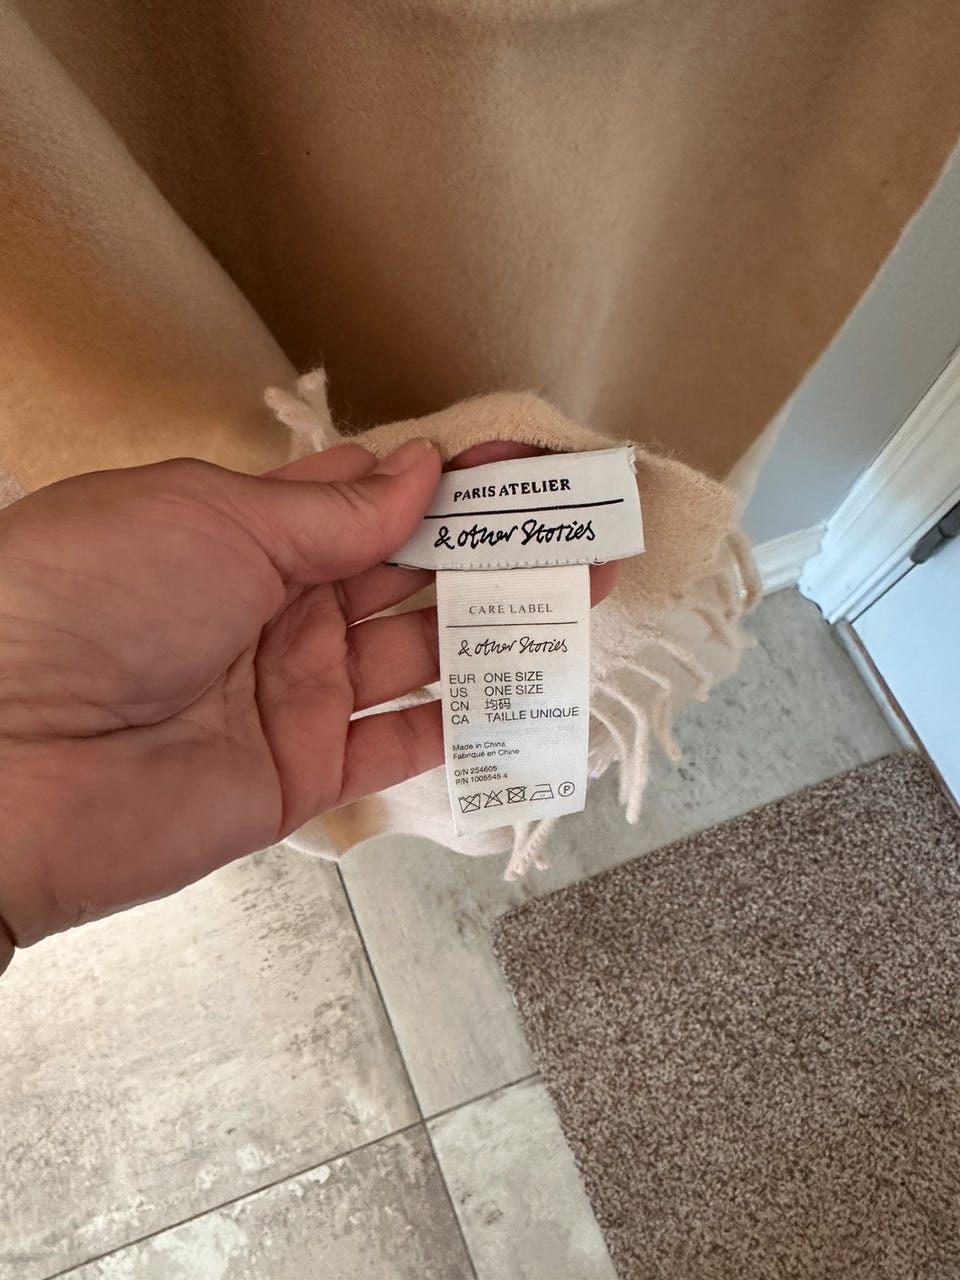 PARIS ATELIER
& other Stories
CARE LABEL
& other Stories
EUR ONE SIZE
US ONE SIZE
CN 均码
CA TAILLE UNIQUE
Made in China
Fabriqué en Chine
O/N 254605
P/N 1005545 4
P